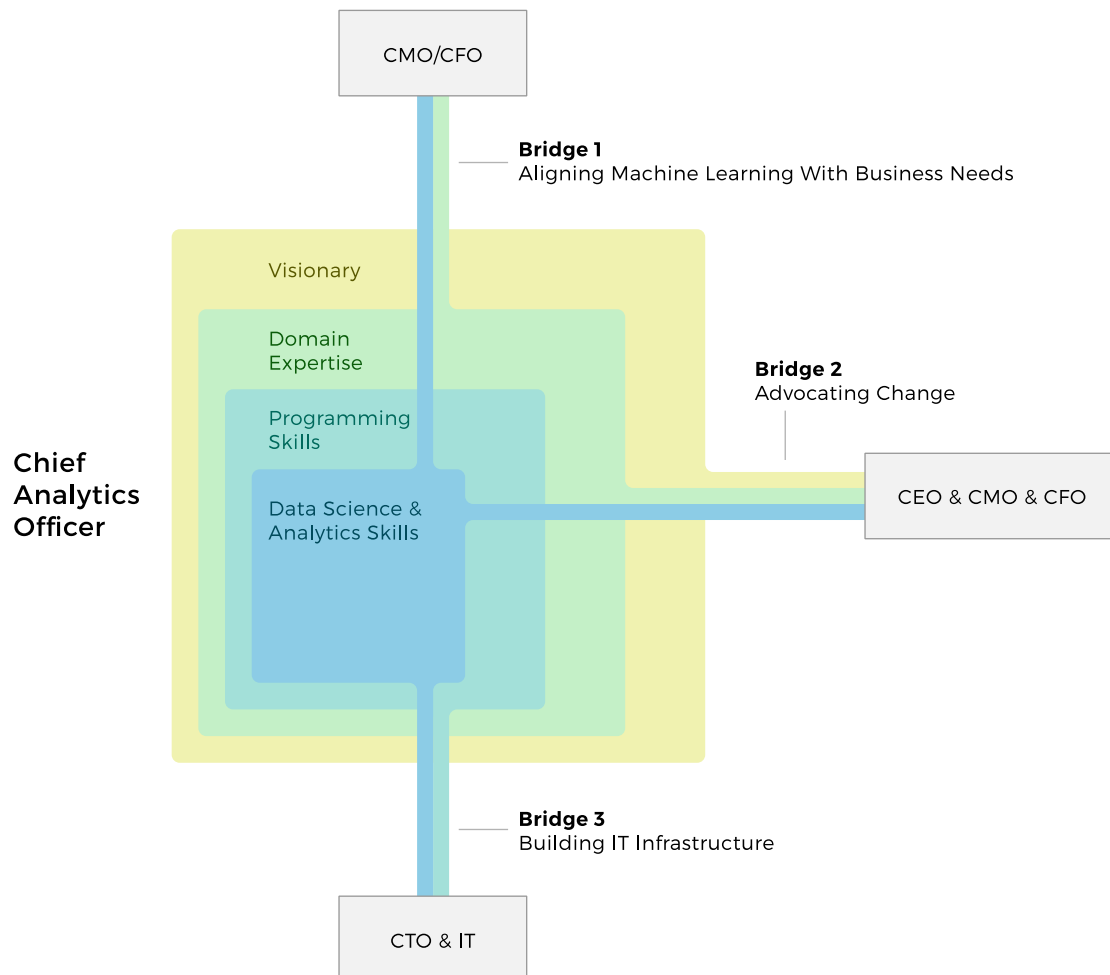 CMO/CFO
Bridge 1
Aligning Machine Learning With Business Needs
Visionary
Domain
Expertise
Bridge 2
Advocating Change
Programming
Skills
Chief
Analytics
Officer
Data Science &
Analytics Skills
CEO & CMO & CFO
Bridge 3
Building IT Infrastructure
CTO & IT